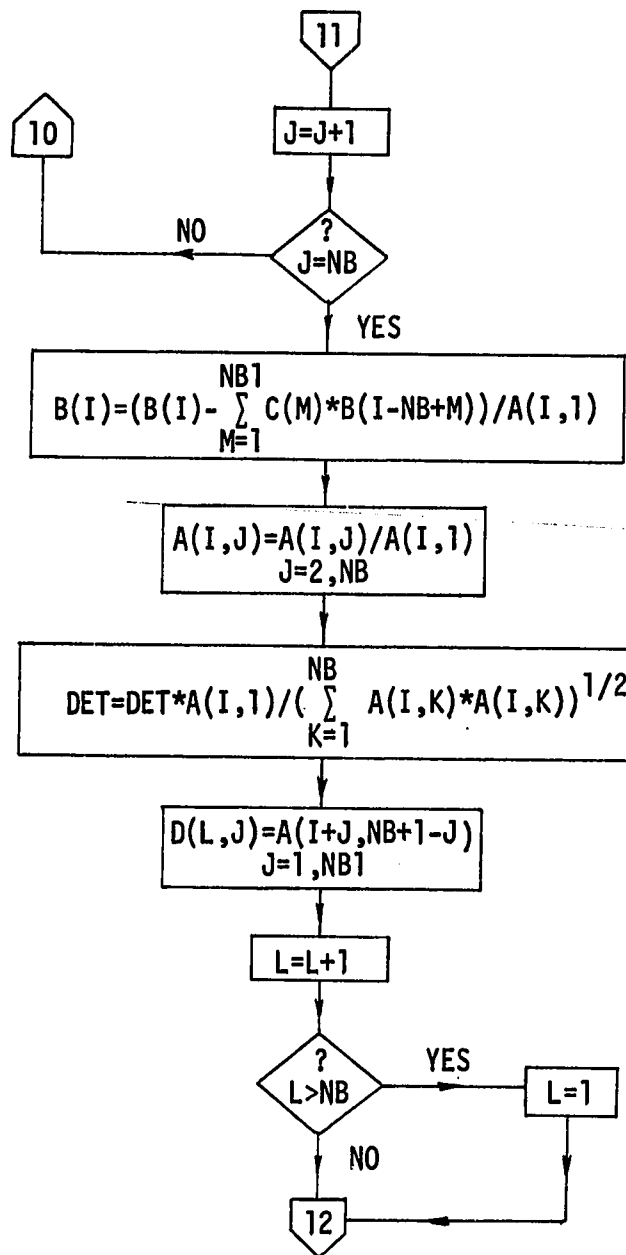 11
10
J=J+1
NO
?
J=NB
YES
NB1
B(I)=(B(I)-∑ C(M)*B(I-NB+M))/A(I,1)
M=1
A(I,J)=A(I,J)/A(I,1)
J=2,NB
NB
DET=DET*A(I,1)/(∑ A(I,K)*A(I,K))1/2
K=1
D(L,J)=A(I+J,NB+1-J)
J=1,NB1
L=L+1
?
L>NB
YES
L=1
NO
12